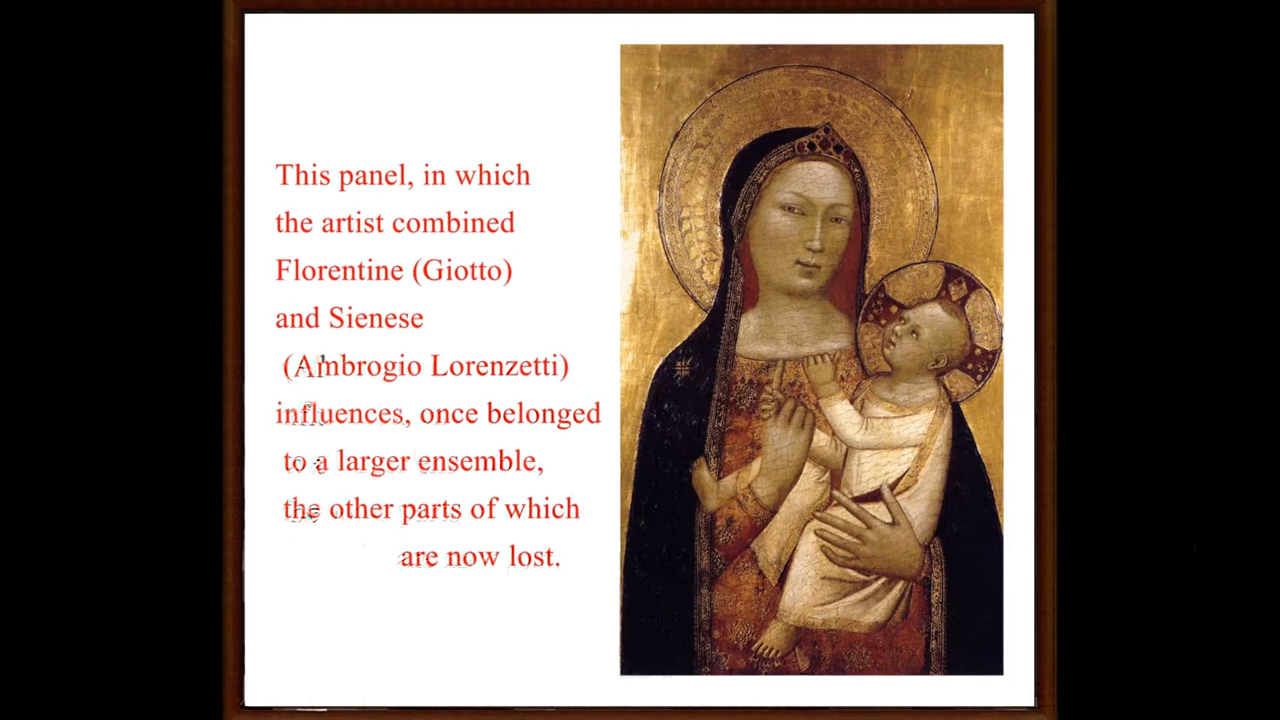 This panel, in which
the artist combined
Florentine (Giotto)
and Sienese
(Ambrogio Lorenzetti)
influences, once belonged
to a larger ensemble,
the other parts of which
are now lost.